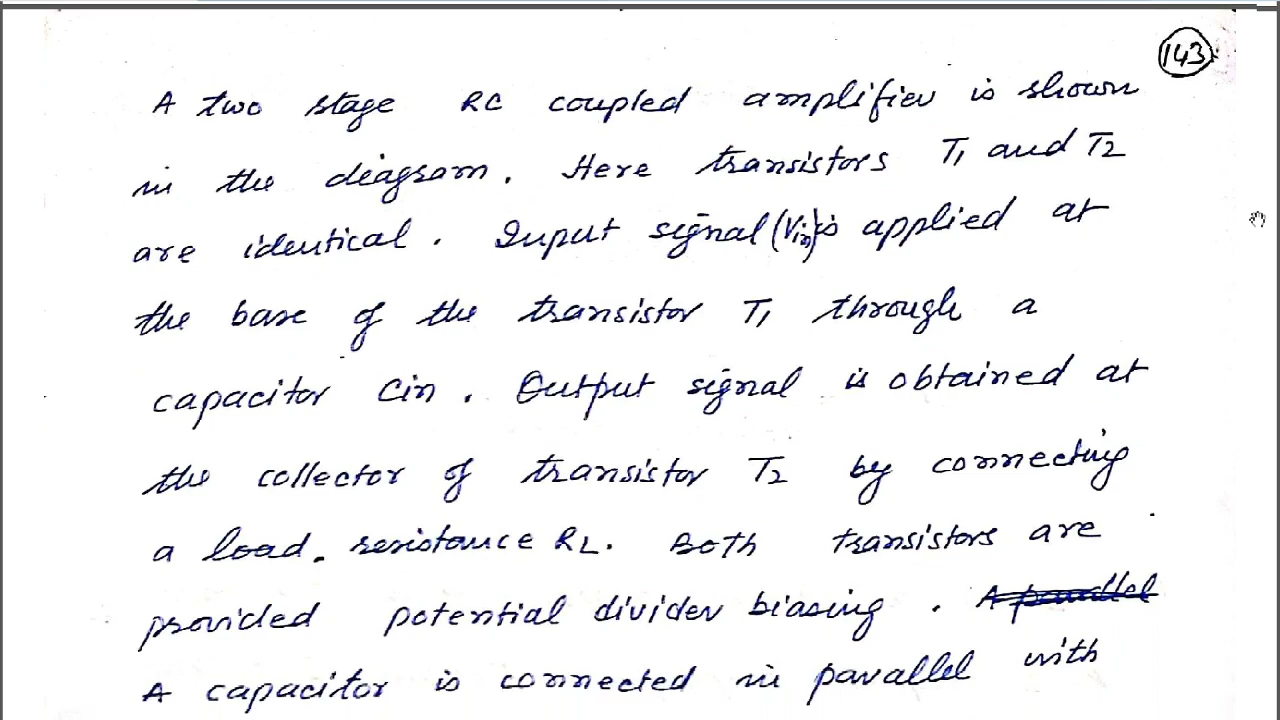 143
A two stage RC coupled amplifier is shown
in the diagram. Here transistors T1 and T2
are identical. Input signal (Vin) is applied at
the base of the transistor T1 through a
capacitor Cin. Output signal is obtained at
the collector of transistor T2 by connecting
a load. resistance RL. Both transistors are
provided potential divider biasing. A parallel
A capacitor is connected in parallel with